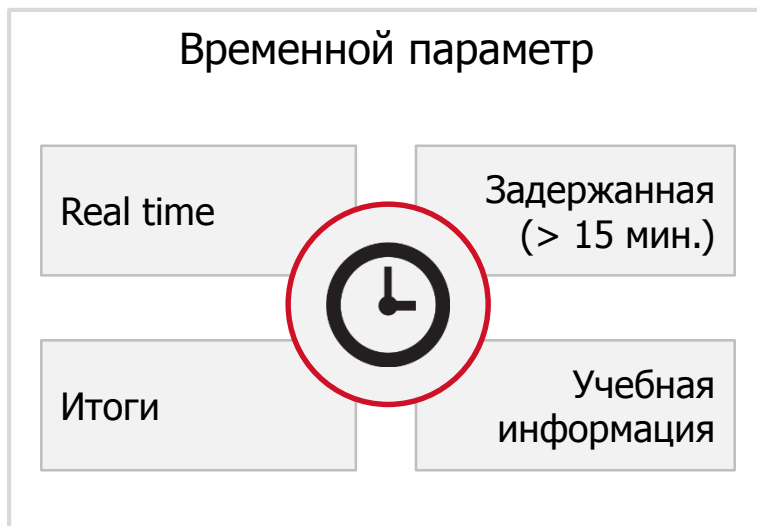 Временной параметр
Real time
Задержанная
(> 15 мин.)
Итоги
Учебная
информация